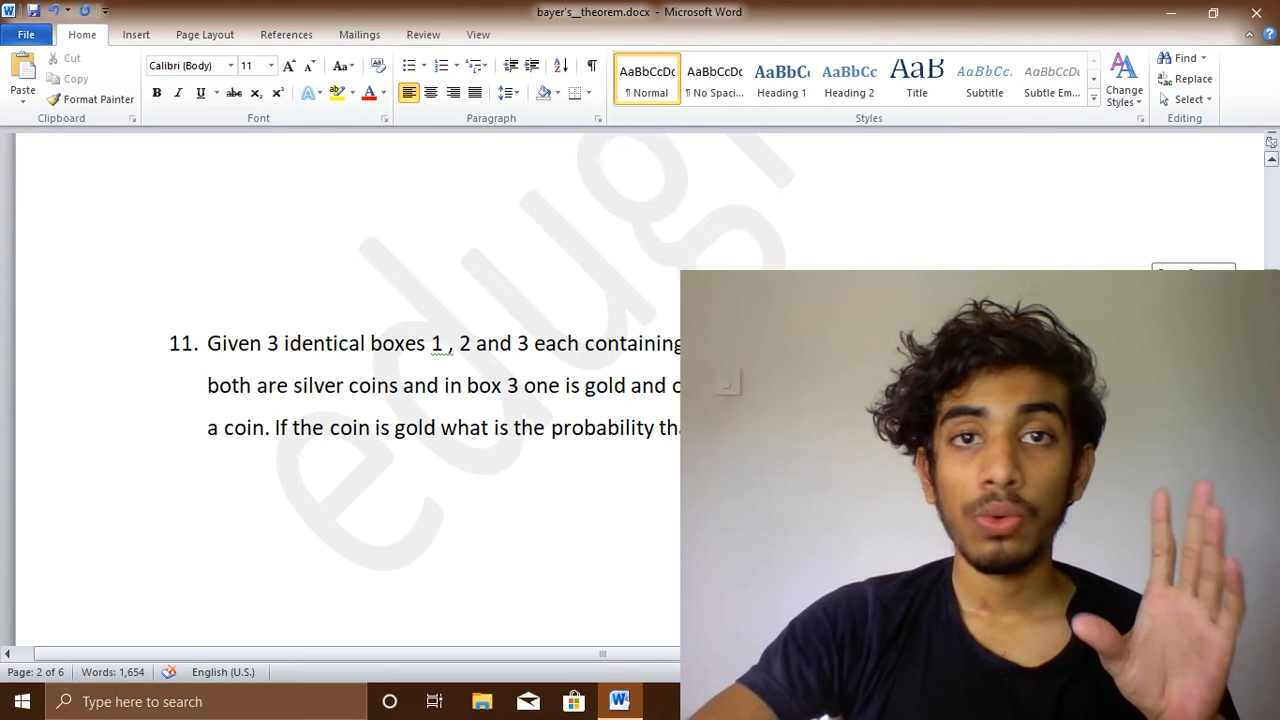 bayer's__theorem.docx - Microsoft Word
File Home Insert Page Layout References Mailings Review View
Paste
Cut
Copy
Format Painter
Clipboard
Calibri (Body) 11
Font
Paragraph
AaBbCcDc AaBbCcDc AaBbCc AaBbCc AaB AaBbCc. AaBbCcDc
¶ Normal ¶ No Spaci... Heading 1 Heading 2 Title Subtitle Subtle Em...
Change
Styles
Styles
Find
Replace
Select
Editing
11. Given 3 identical boxes 1 , 2 and 3 each containing
both are silver coins and in box 3 one is gold and
a coin. If the coin is gold what is the probability
Page: 2 of 6 Words: 1,654 English (U.S.)
Type here to search